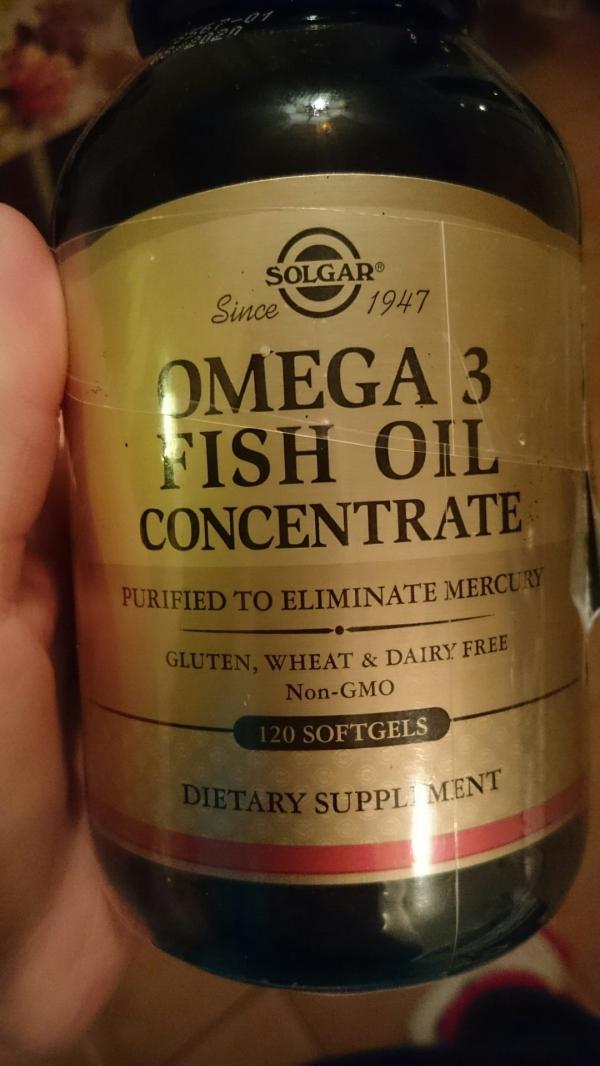 SOLGAR®
Since 1947
OMEGA 3
FISH OIL
CONCENTRATE
PURIFIED TO ELIMINATE MERCURY
GLUTEN, WHEAT & DAIRY FREE
Non-GMO
120 SOFTGELS
DIETARY SUPPLEMENT